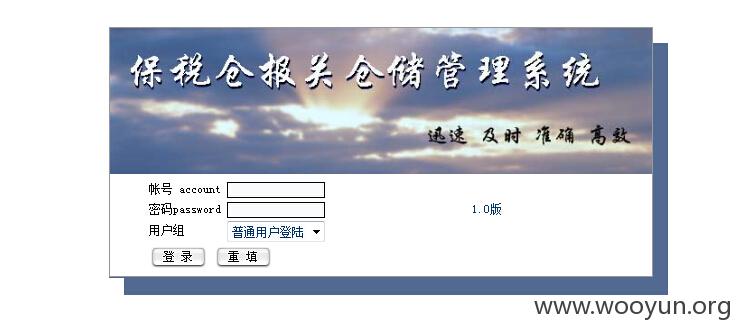 保税仓报关仓储管理系统
迅速 及时 准确 高效
帐号 account
密码password
1.0版
用户组 普通用户登陆
登 录 重 填
www.wooyun.org